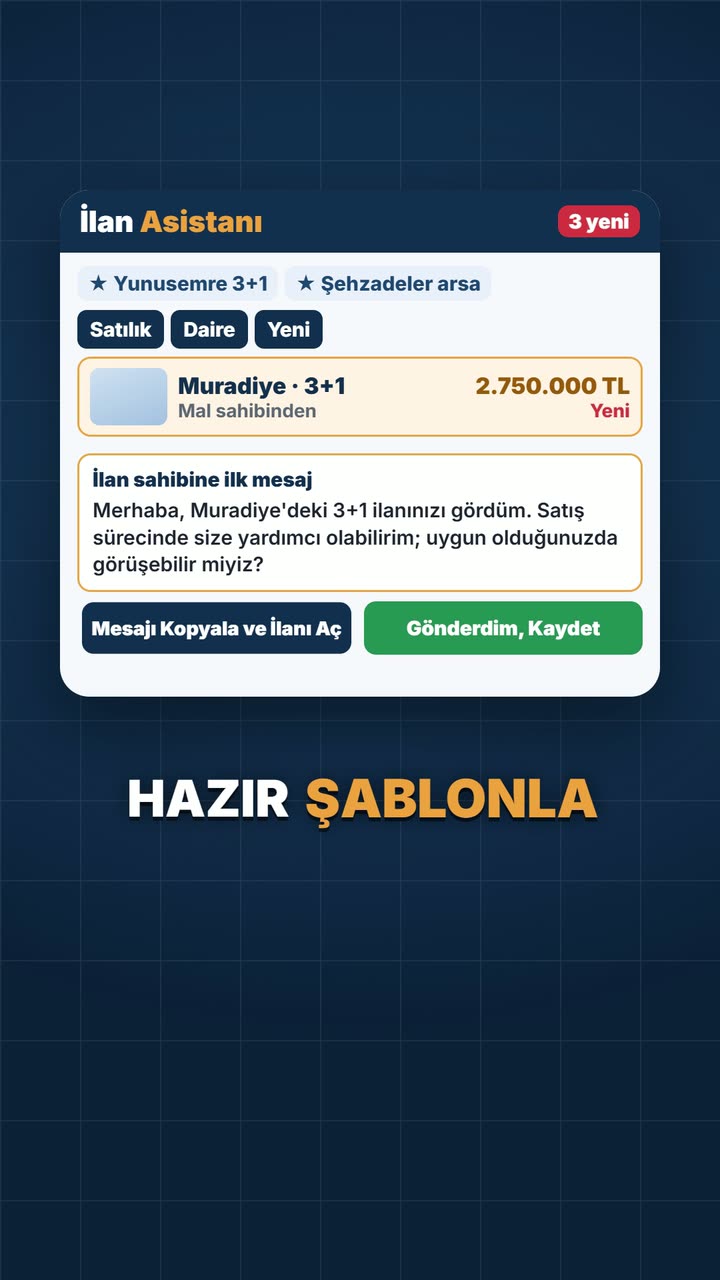 İlan Asistanı
3 yeni
★ Yunusemre 3+1
★ Şehzadeler arsa
Satılık
Daire
Yeni
Muradiye · 3+1
2.750.000 TL
Mal sahibinden
Yeni
İlan sahibine ilk mesaj
Merhaba, Muradiye'deki 3+1 ilanınızı gördüm. Satış
sürecinde size yardımcı olabilirim; uygun olduğunuzda
görüşebilir miyiz?
Mesajı Kopyala ve İlanı Aç
Gönderdim, Kaydet
HAZIR ŞABLONLA